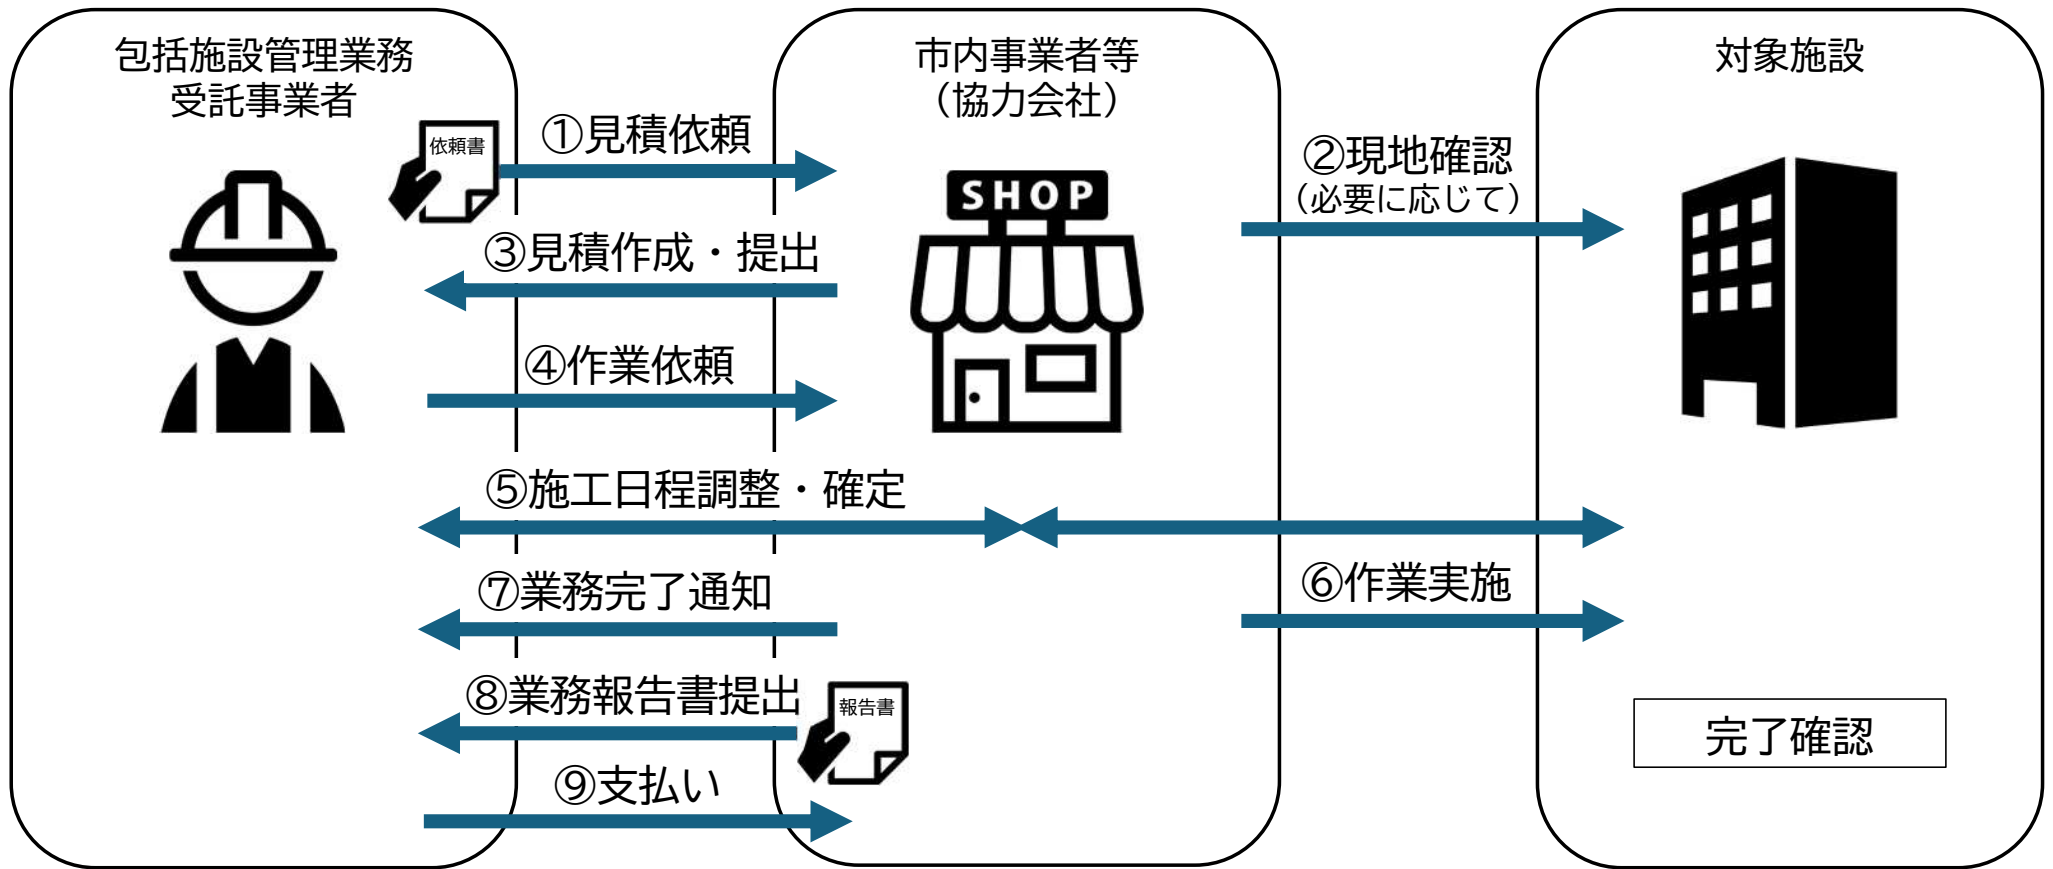 包括施設管理業務
受託事業者
市内事業者等
（協力会社）
対象施設
依頼書
①見積依頼
②現地確認
（必要に応じて）
SHOP
③見積作成・提出
④作業依頼
⑤施工日程調整・確定
⑥作業実施
⑦業務完了通知
⑧業務報告書提出
報告書
完了確認
⑨支払い